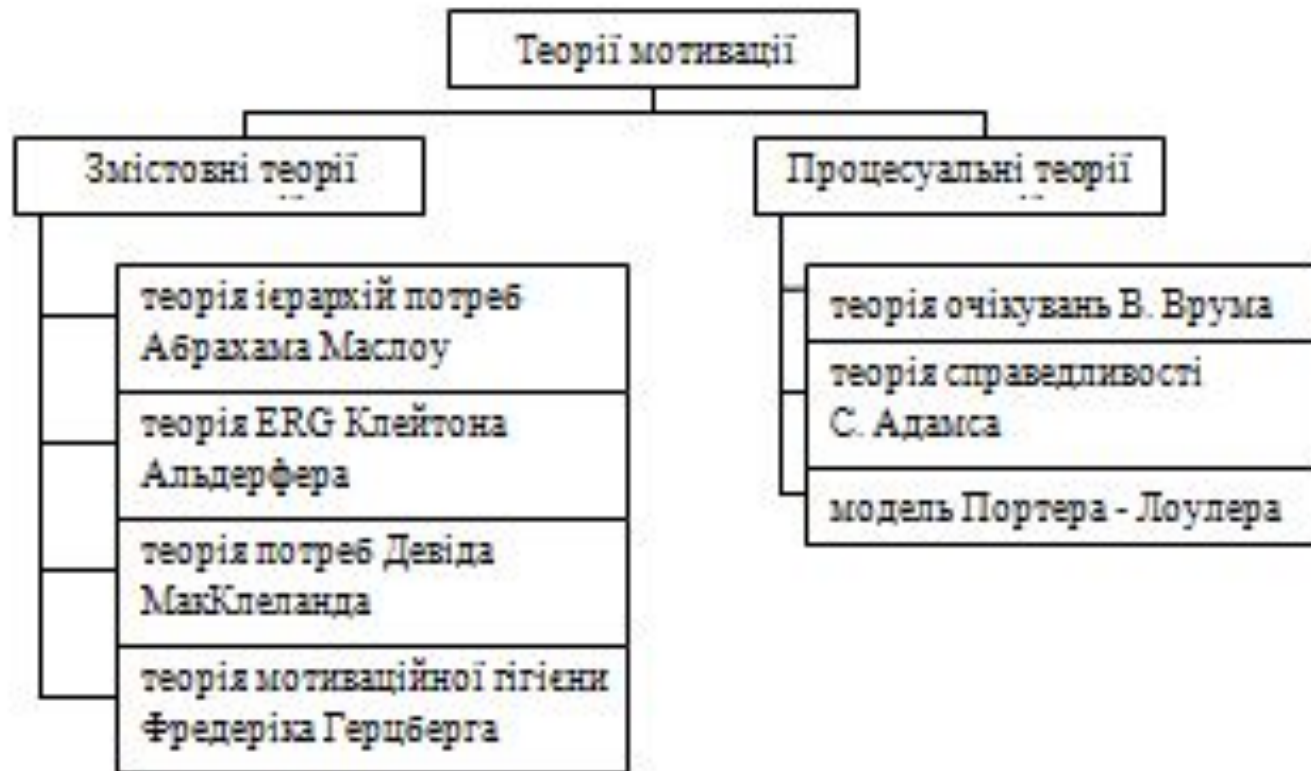 Теорії мотивації
Змістовні теорії
Процесуальні теорії
теорія ієрархій потреб
Абрахама Маслоу
теорія ERG Клейтона
Альдерфера
теорія потреб Девіда
МакКлеланда
теорія мотиваційної гігієни
Фредеріка Герцберга
теорія очікувань В. Врума
теорія справедливості
С. Адамса
модель Портера - Лоулера